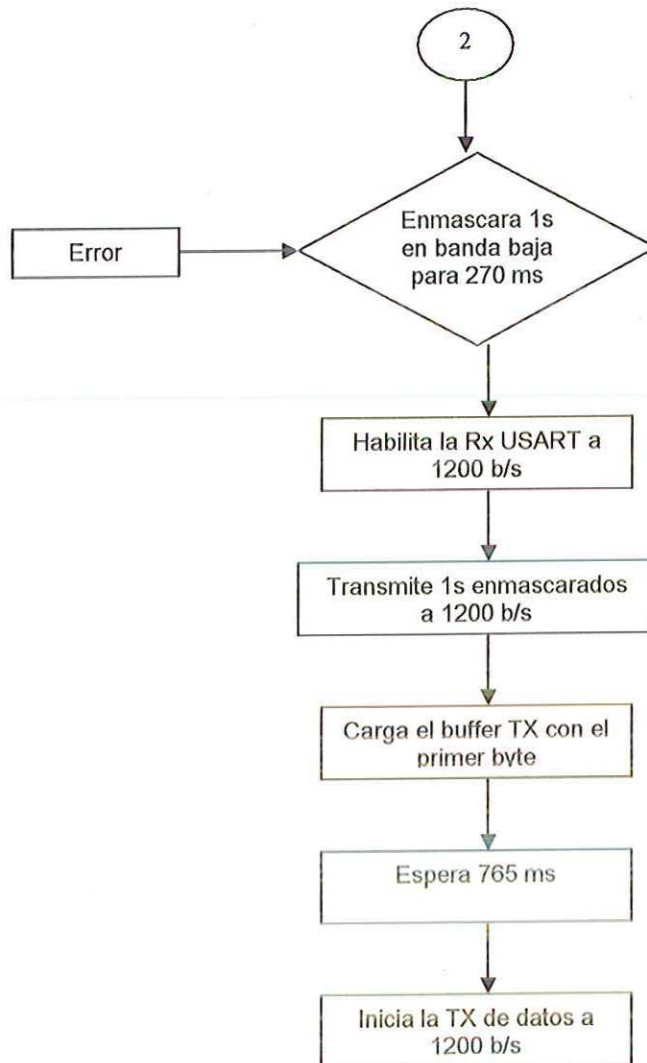 2
Enmascara 1s
en banda baja
para 270 ms
Error
Habilita la Rx USART a
1200 b/s
Transmite 1s enmascarados
a 1200 b/s
Carga el buffer TX con el
primer byte
Espera 765 ms
Inicia la TX de datos a
1200 b/s